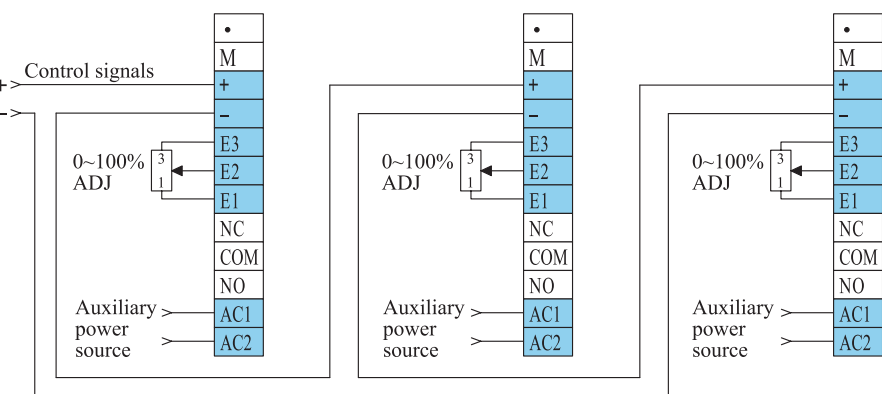 •
M
+
−
E3
E2
E1
NC
COM
NO
AC1
AC2
+
Control signals
−
0~100%
ADJ
3
1
Auxiliary
power
source
•
M
+
−
E3
E2
E1
NC
COM
NO
AC1
AC2
0~100%
ADJ
3
1
Auxiliary
power
source
•
M
+
−
E3
E2
E1
NC
COM
NO
AC1
AC2
0~100%
ADJ
3
1
Auxiliary
power
source